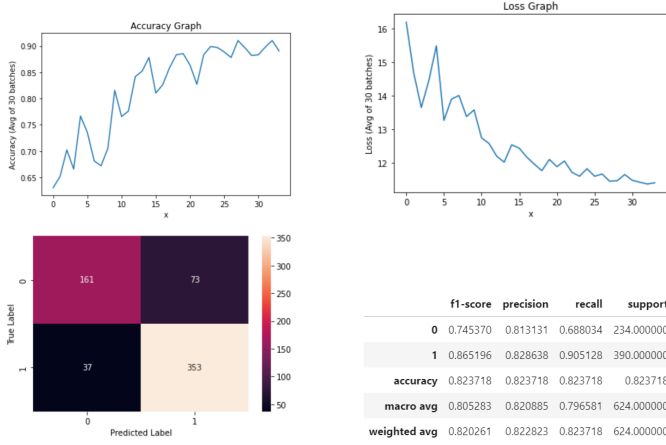 Accuracy Graph
Accuracy (Avg of 30 batches)
0.90
0.85
0.80
0.75
0.70
0.65
0 5 10 15 20 25 30
x
Loss Graph
Loss (Avg of 30 batches)
16
15
14
13
12
0 5 10 15 20 25 30
x
True Label
0
1
161 73
37 353
0 1
Predicted Label
350
300
250
200
150
100
50
f1-score precision recall support
0 0.745370 0.813131 0.688034 234.000000
1 0.865196 0.828638 0.905128 390.000000
accuracy 0.823718 0.823718 0.823718 0.823718
macro avg 0.805283 0.820885 0.796581 624.000000
weighted avg 0.820261 0.822823 0.823718 624.000000